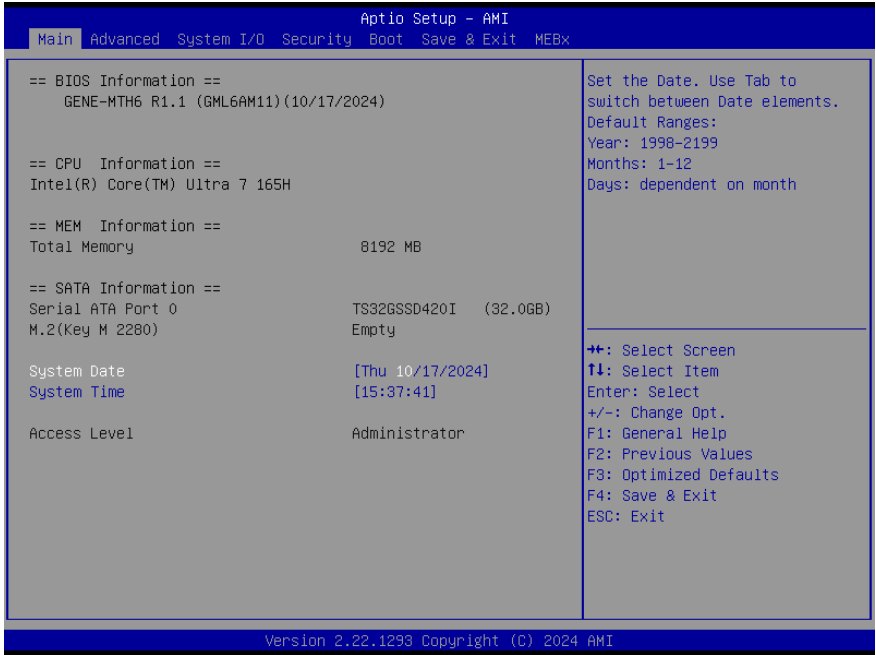 Aptio Setup - AMI
Main Advanced System I/O Security Boot Save & Exit MEBx
== BIOS Information ==
GENE-MTH6 R1.1 (GML6AM11)(10/17/2024)
== CPU Information ==
Intel(R) Core(TM) Ultra 7 165H
== MEM Information ==
Total Memory 8192 MB
== SATA Information ==
Serial ATA Port 0 TS32GSSD420I (32.0GB)
M.2(Key M 2280) Empty
System Date [Thu 10/17/2024]
System Time [15:37:41]
Access Level Administrator
Set the Date. Use Tab to
switch between Date elements.
Default Ranges:
Year: 1998-2199
Months: 1-12
Days: dependent on month
→←: Select Screen
↑↓: Select Item
Enter: Select
+/-: Change Opt.
F1: General Help
F2: Previous Values
F3: Optimized Defaults
F4: Save & Exit
ESC: Exit
Version 2.22.1293 Copyright (C) 2024 AMI